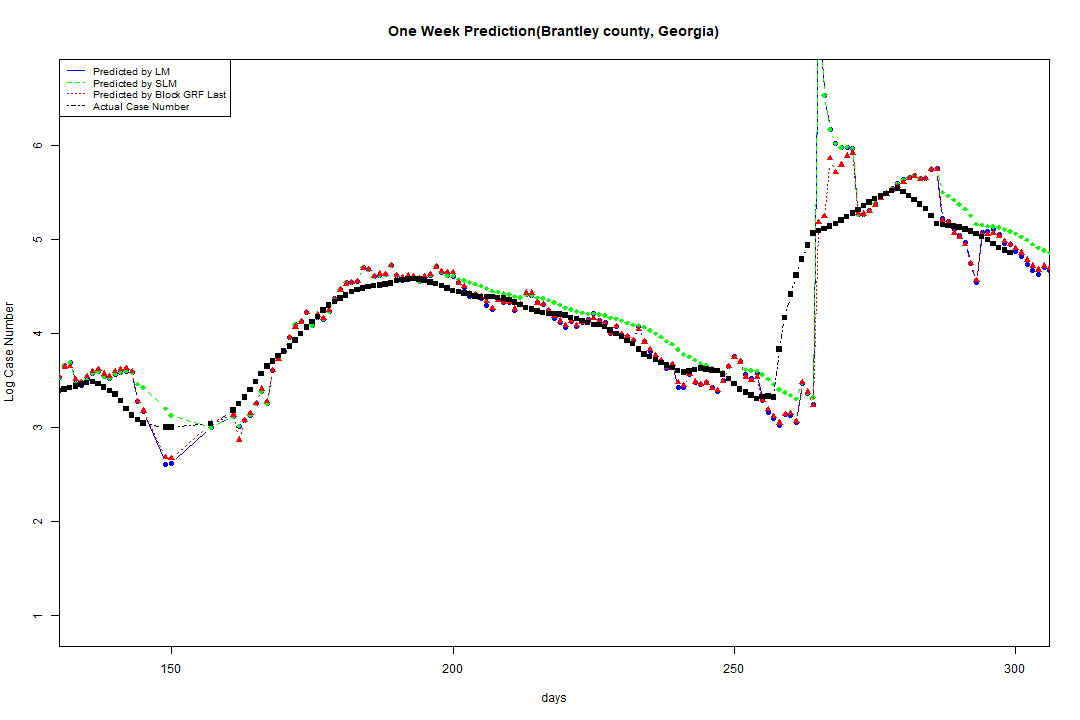 One Week Prediction(Brantley county, Georgia)
Predicted by LM
Predicted by SLM
Predicted by Block GRF Last
Actual Case Number
6
5
4
3
2
1
Log Case Number
150 200 250 300
days